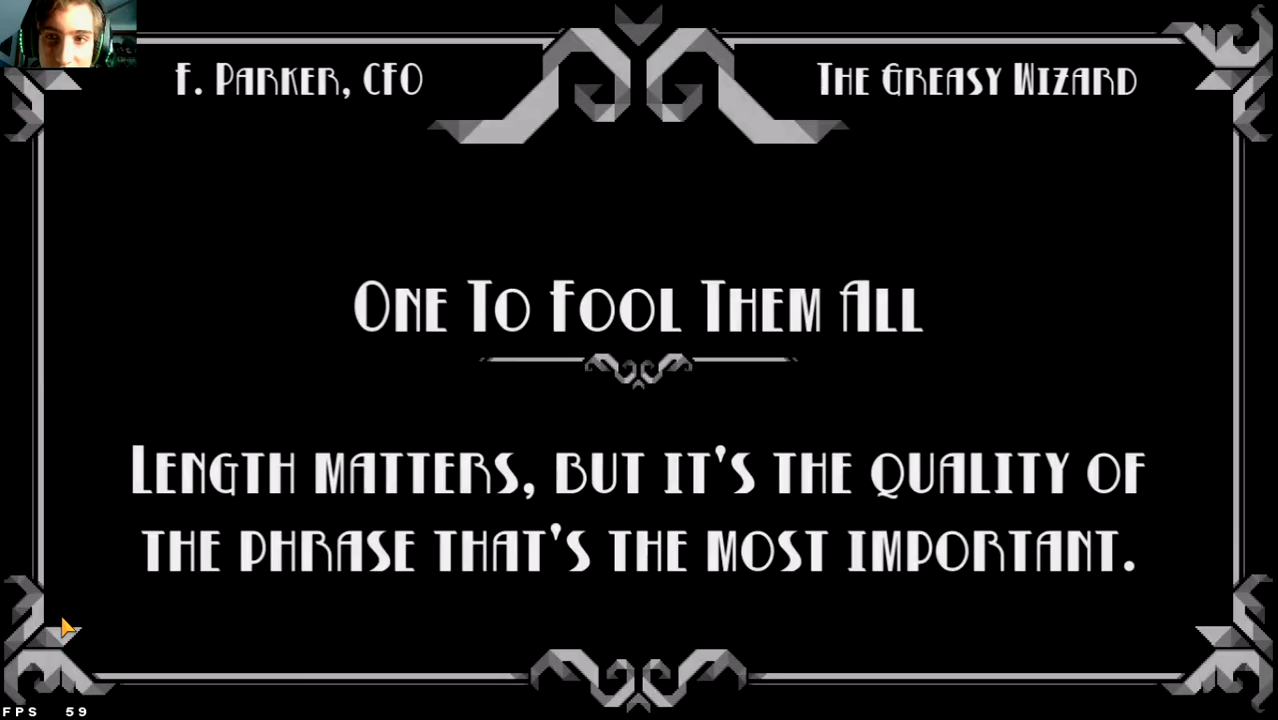 F. Parker, CFO
The Greasy Wizard
One To Fool Them All
Length matters, but it's the quality of
the phrase that's the most important.
FPS 59